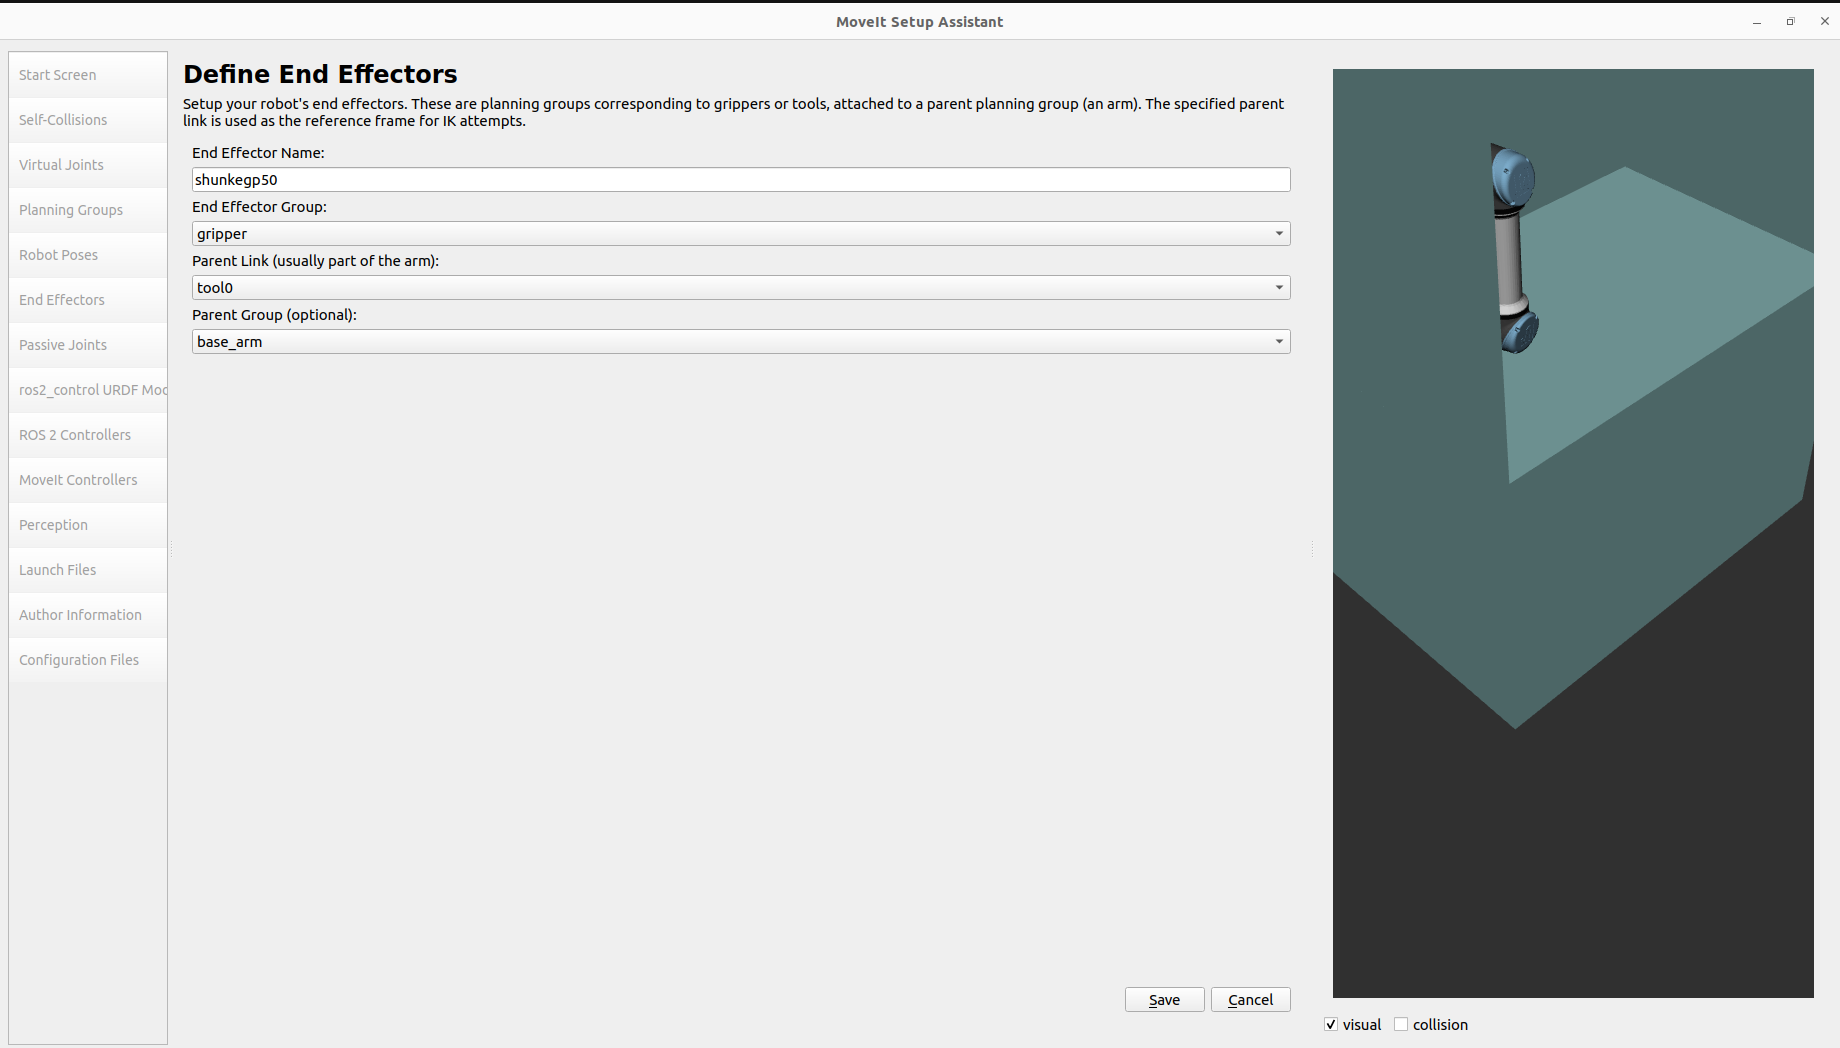 MoveIt Setup Assistant
Start Screen
Self-Collisions
Virtual Joints
Planning Groups
Robot Poses
End Effectors
Passive Joints
ros2_control URDF Moc
ROS 2 Controllers
MoveIt Controllers
Perception
Launch Files
Author Information
Configuration Files
Define End Effectors
Setup your robot's end effectors. These are planning groups corresponding to grippers or tools, attached to a parent planning group (an arm). The specified parent
link is used as the reference frame for IK attempts.
End Effector Name:
shunkegp50
End Effector Group:
gripper
Parent Link (usually part of the arm):
tool0
Parent Group (optional):
base_arm
Save
Cancel
visual
collision